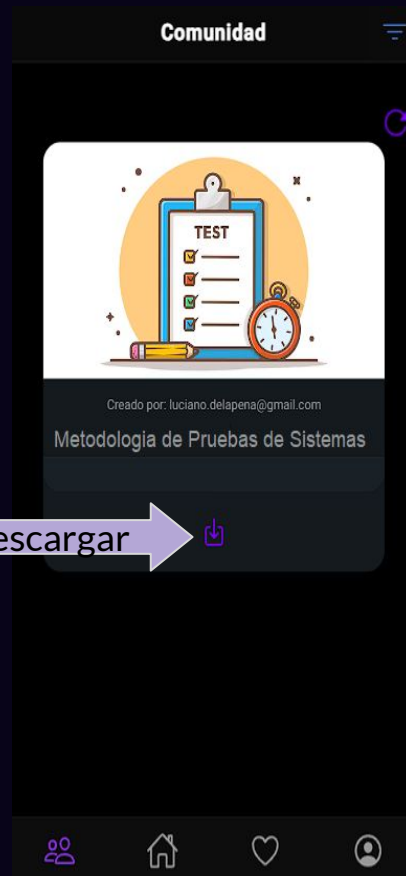 Comunidad
TEST
Creado por: luciano.delapena@gmail.com
Metodologia de Pruebas de Sistemas
escargar